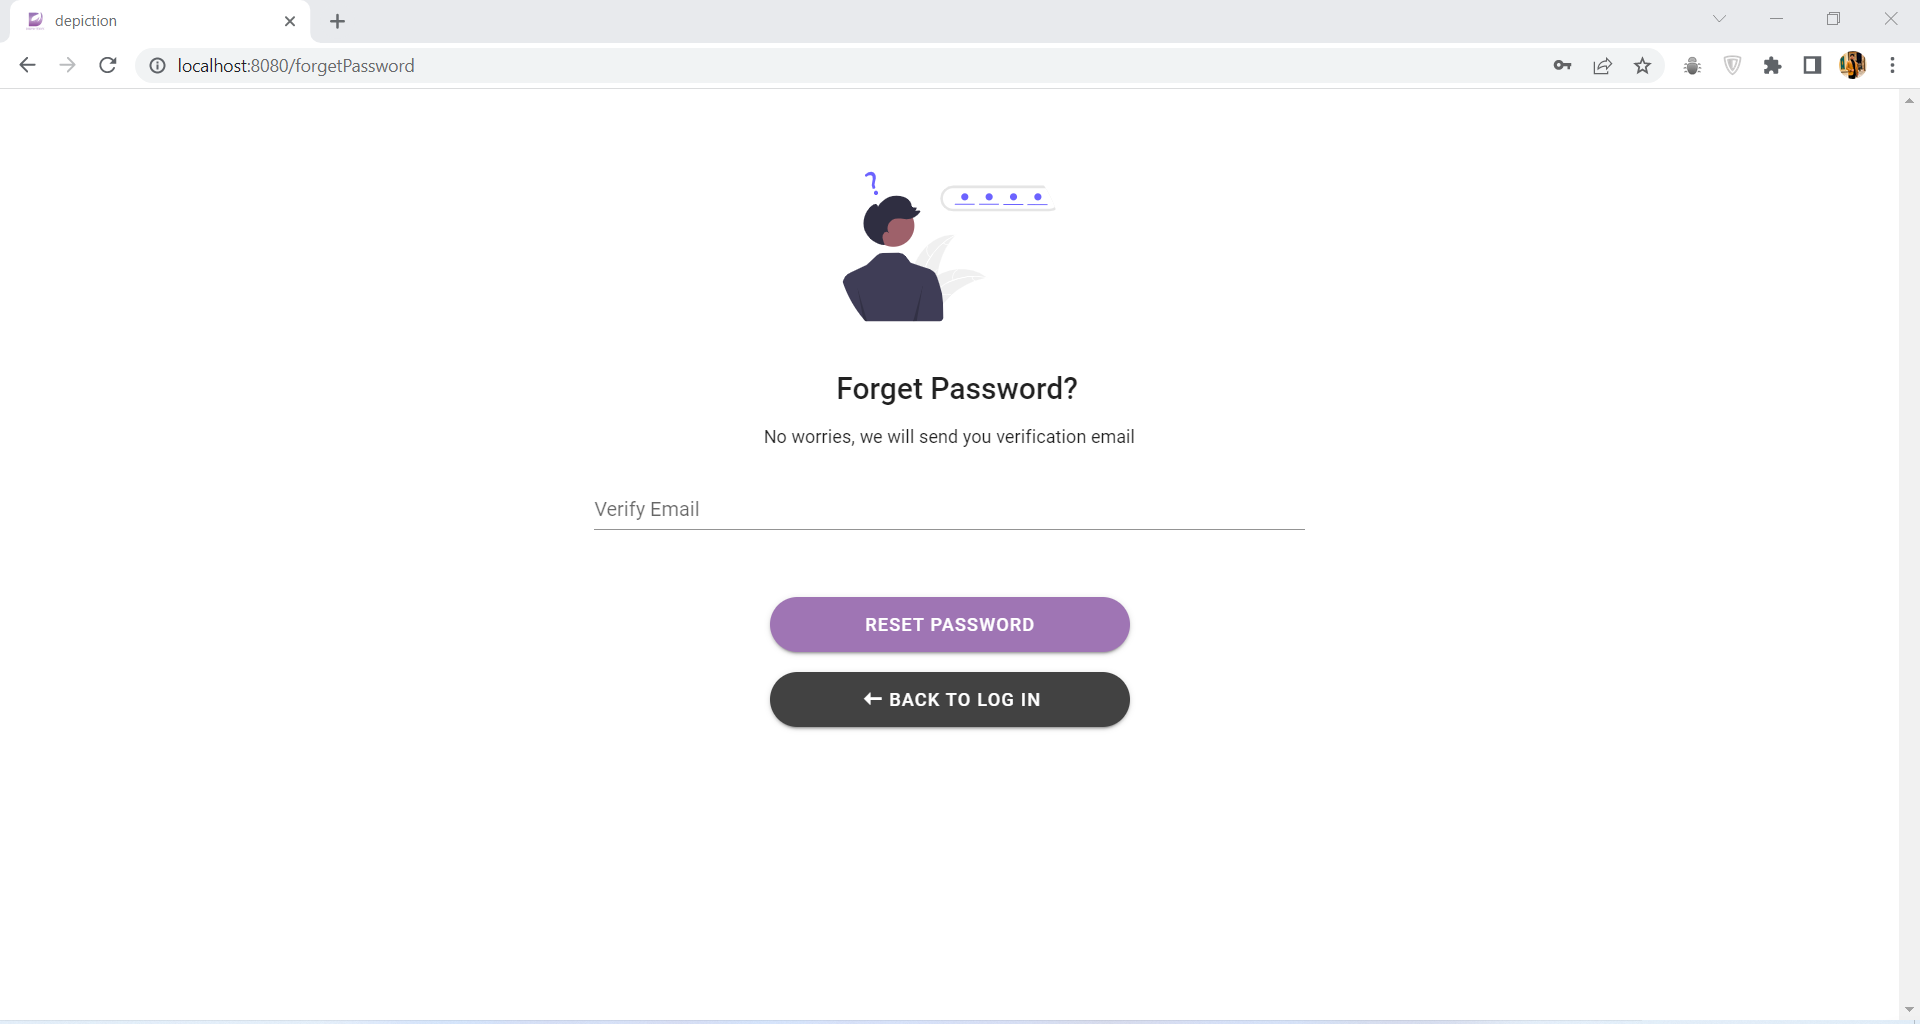 depiction
localhost:8080/forgetPassword
?
Forget Password?
No worries, we will send you verification email
Verify Email
RESET PASSWORD
BACK TO LOG IN